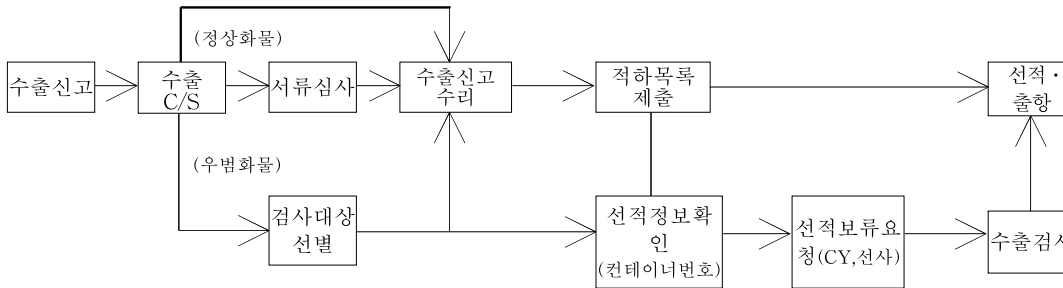 (정상화물)
수출신고
수출
C/S
서류심사
수출신고
수리
적하목록
제출
선적·
출항
(우범화물)
검사대상
선별
선적정보확
인
(컨테이너번호)
선적보류요
청(CY,선사)
수출검사